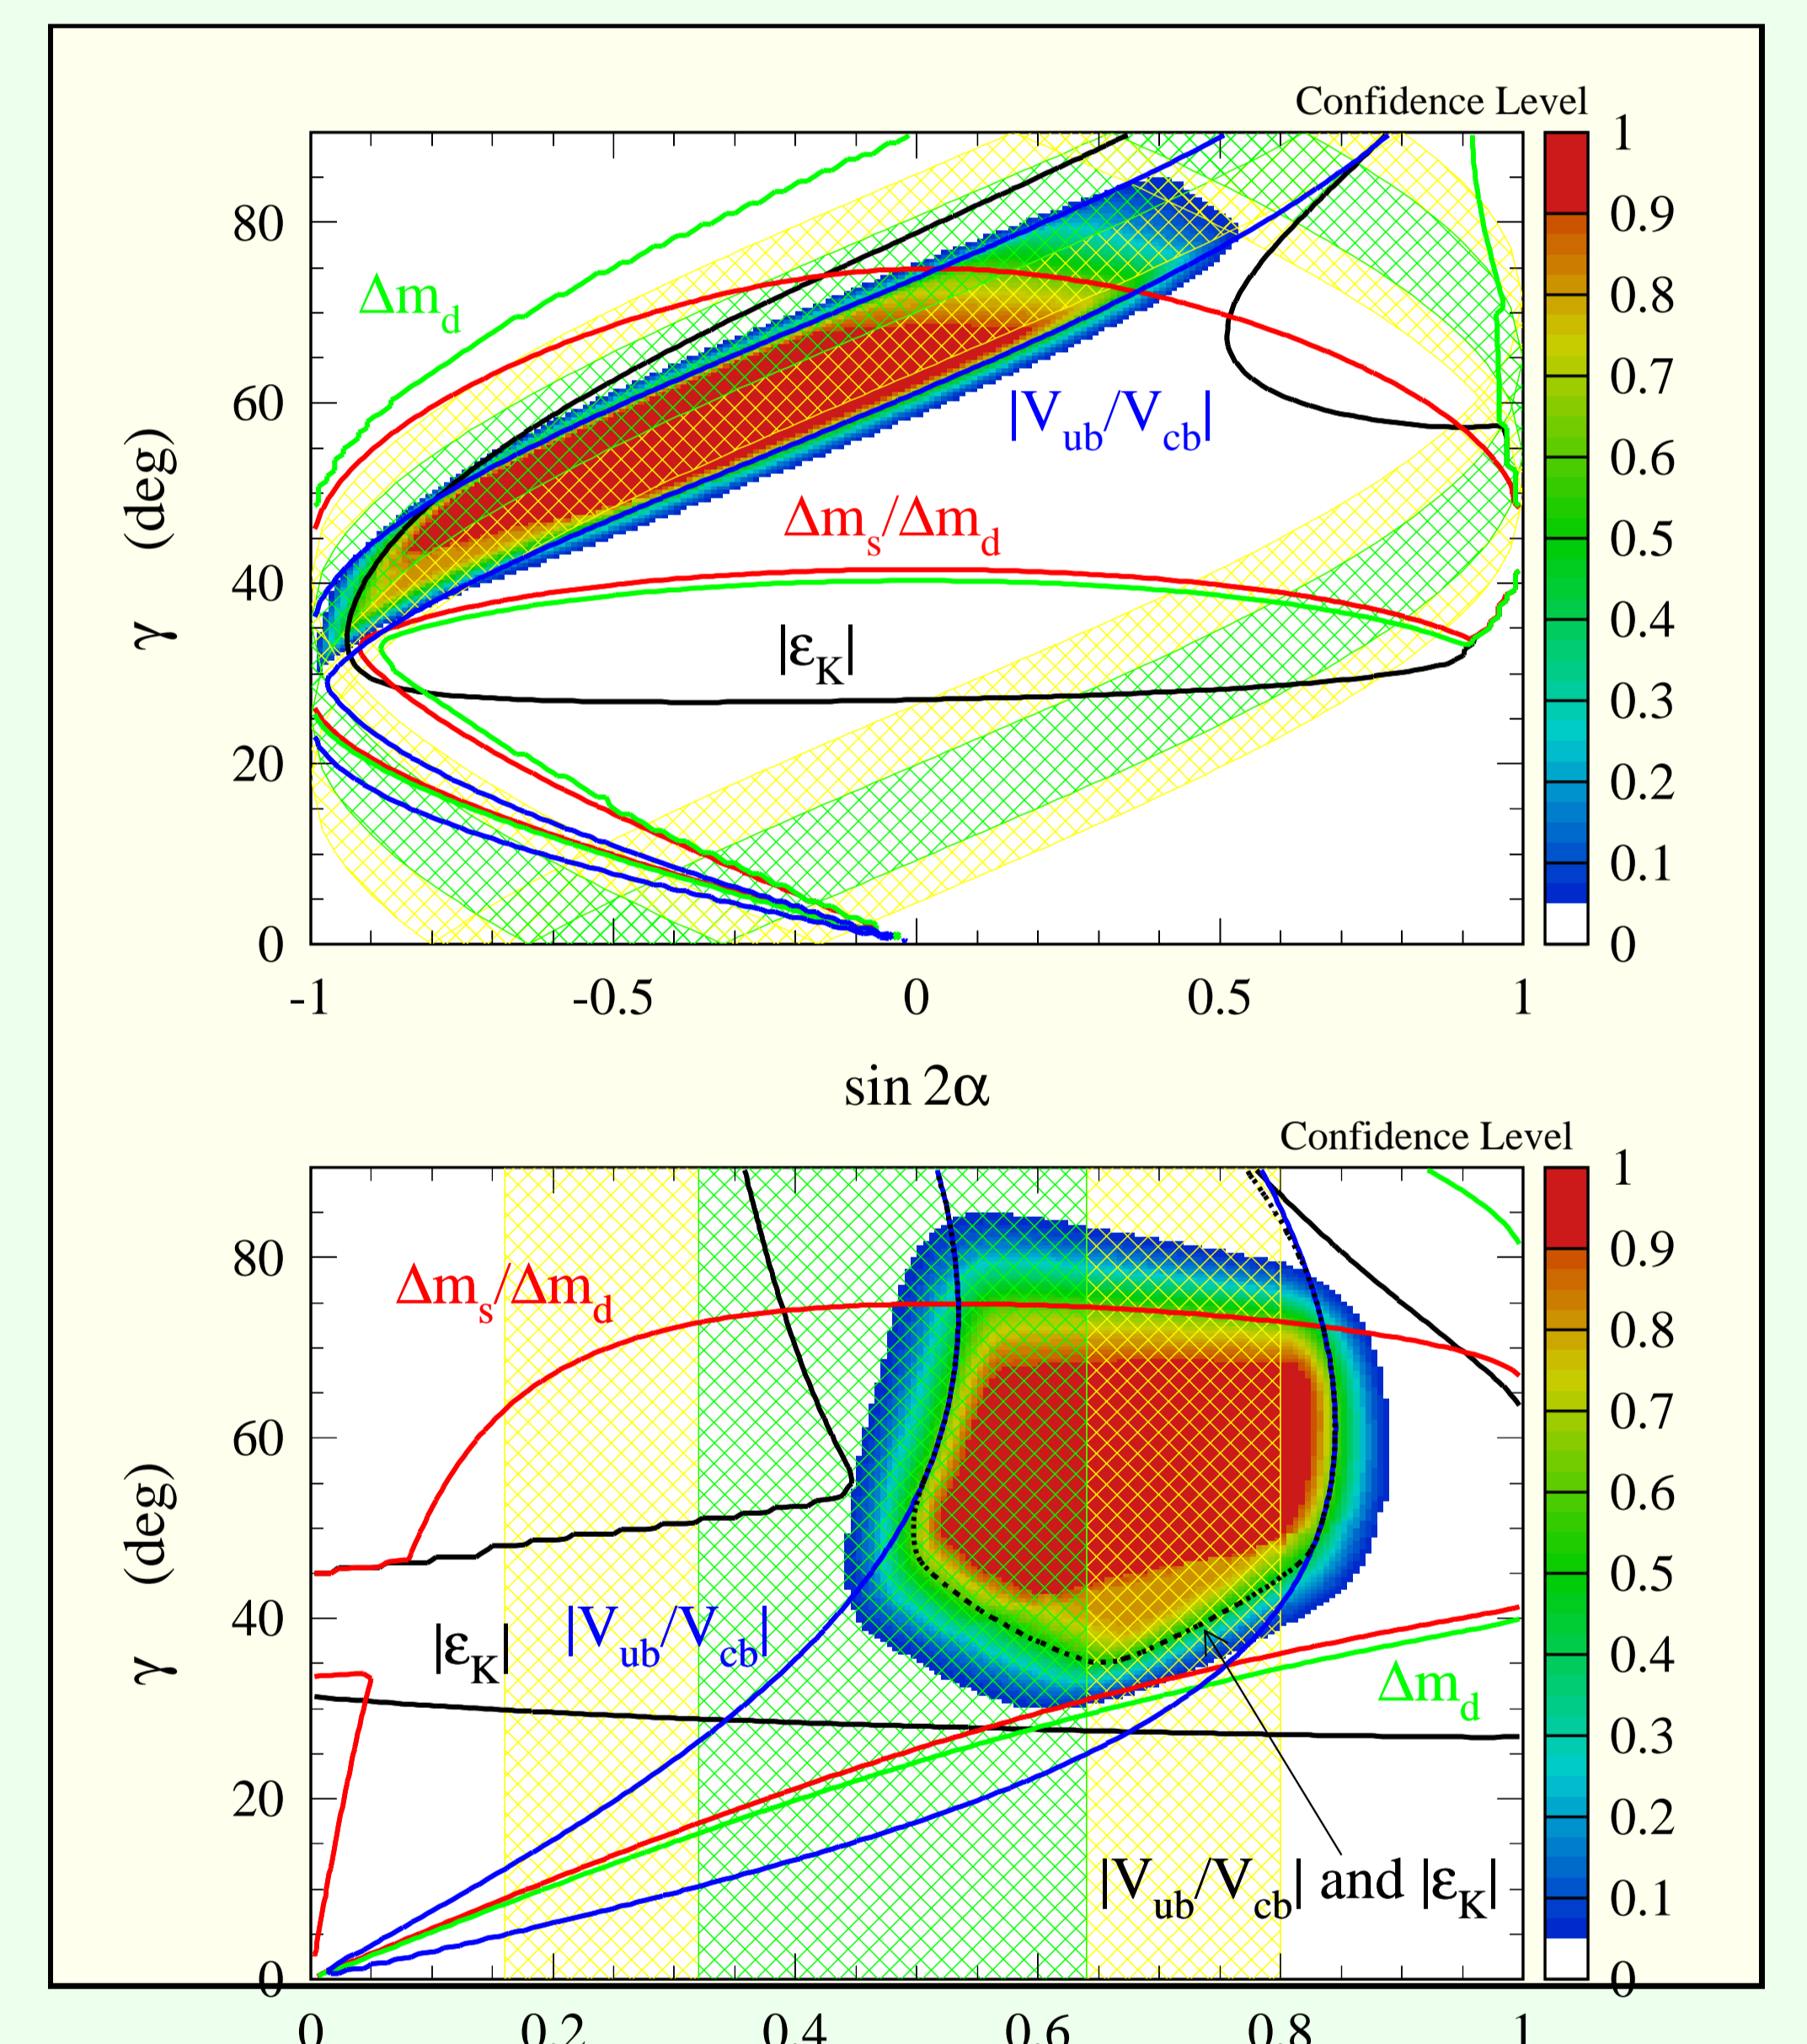 Confidence Level
1
0.9
0.8
0.7
0.6
0.5
0.4
0.3
0.2
0.1
0
80
60
40
20
0
γ (deg)
Δm_d
|V_ub/V_cb|
Δm_s/Δm_d
|ε_K|
-1 -0.5 0 0.5 1
sin 2α
Confidence Level
1
0.9
0.8
0.7
0.6
0.5
0.4
0.3
0.2
0.1
0
80
60
40
20
0
γ (deg)
Δm_s/Δm_d
|ε_K| |V_ub/V_cb|
Δm_d
|V_ub/V_cb| and |ε_K|
0 0.2 0.4 0.6 0.8 1